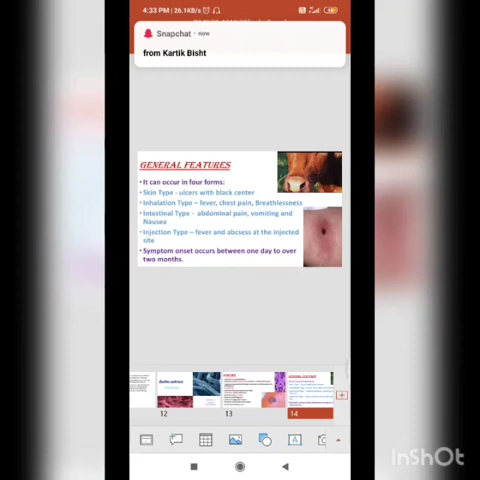 4:33 PM | 26.1KB/s
Snapchat • now
from Kartik Bisht
GENERAL FEATURES
• It can occur in four forms:
• Skin Type - ulcers with black center
• Inhalation Type – fever, chest pain, Breathlessness
• Intestinal Type - abdominal pain, vomiting and
Nausea
• Injection Type – fever and abcsess at the injected
site
• Symptom onset occurs between one day to over
two months.
12
13
14
InShOt